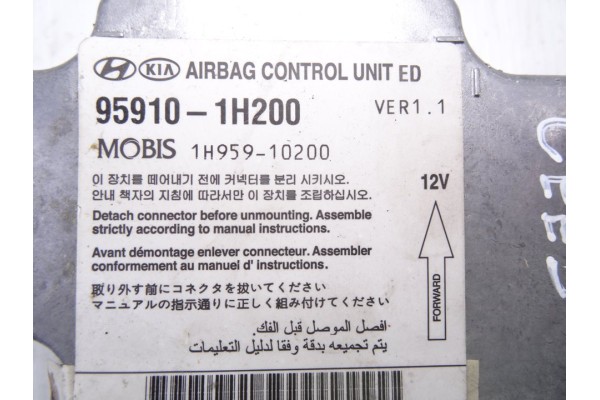 HYUNDAI KIA AIRBAG CONTROL UNIT ED
95910-1H200 VER1.1
MOBIS 1H959-10200
이 장치를 떼어내기 전에 커넥터를 분리 시키시오.
안내 책자의 지침에 따라서만 이 장치를 조립하십시오.
12V
Detach connector before unmounting. Assemble
strictly according to manual instructions.
Avant démontage enlever connecteur. Assembler
conformement au manuel d' instructions.
取り外す前にコネクタを抜いてください
マニュアルの指示通りに正しく組み付けてください
افصل الموصل قبل الفك.
يتم تجميعه بدقة وفقا لدليل التعليمات
FORWARD
CEED